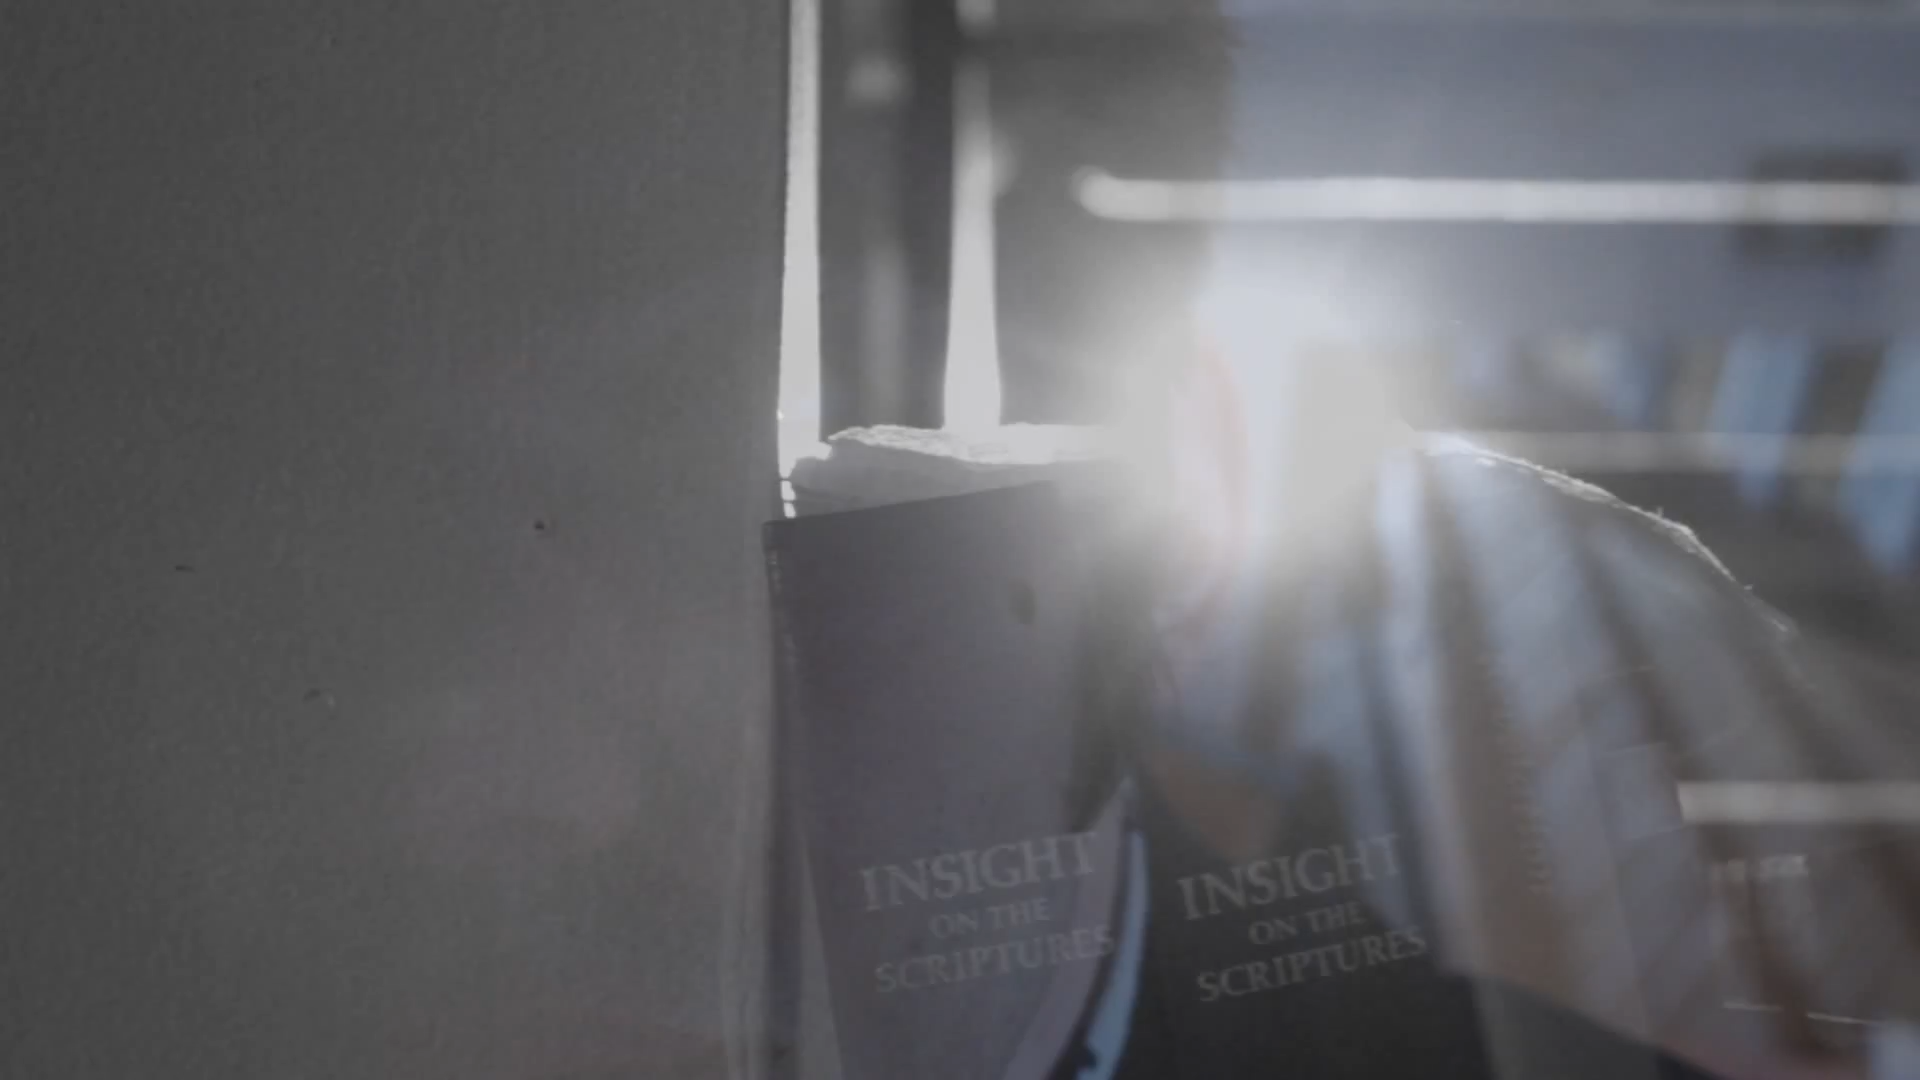 INSIGHT
ON THE
SCRIPTURES
INSIGHT
ON THE
SCRIPTURES